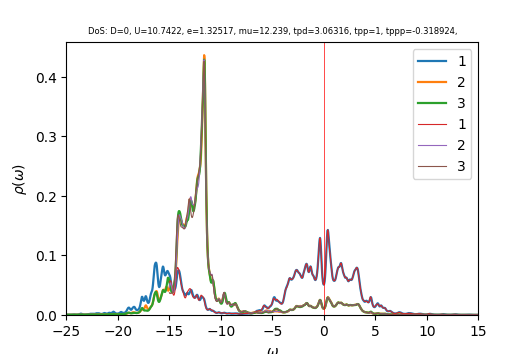 DoS: D=0, U=10.7422, e=1.32517, mu=12.239, tpd=3.06316, tpp=1, tppp=-0.318924,
ρ(ω)
0.4
0.3
0.2
0.1
0.0
1
2
3
1
2
3
−25 −20 −15 −10 −5 0 5 10 15
ω